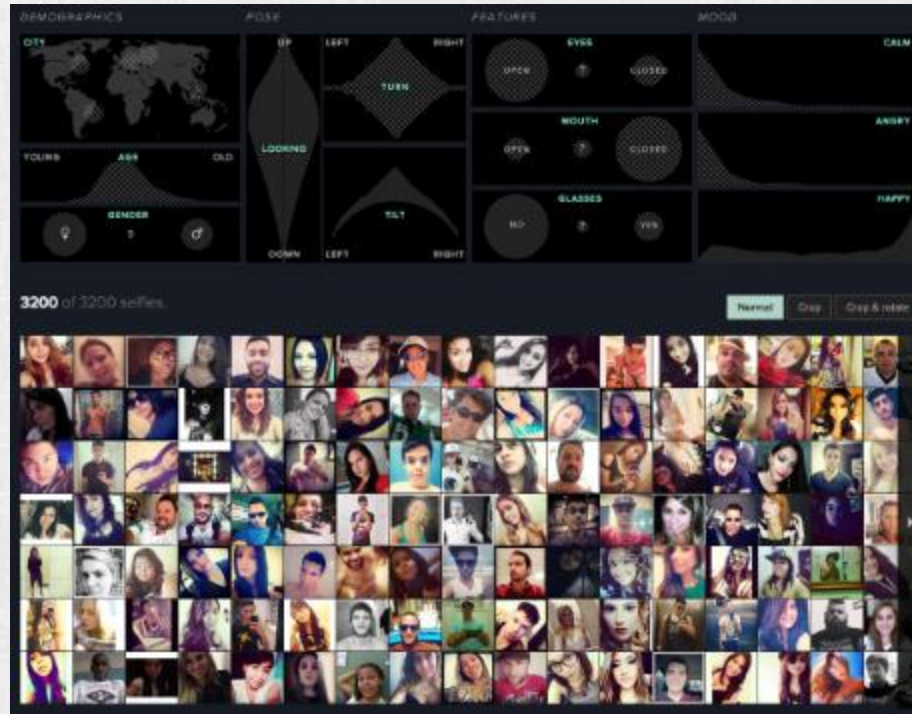 DEMOGRAPHICS
POSE
FEATURES
MOOD
CITY
YOUNG AGE OLD
GENDER
♀ ? ♂
UP
LOOKING
DOWN
LEFT RIGHT
TURN
TILT
LEFT RIGHT
EYES
OPEN ? CLOSED
MOUTH
OPEN ? CLOSED
GLASSES
NO ? YES
CALM
ANGRY
HAPPY
3200 of 3200 selfies.
Normal
Crop
Crop & rotate